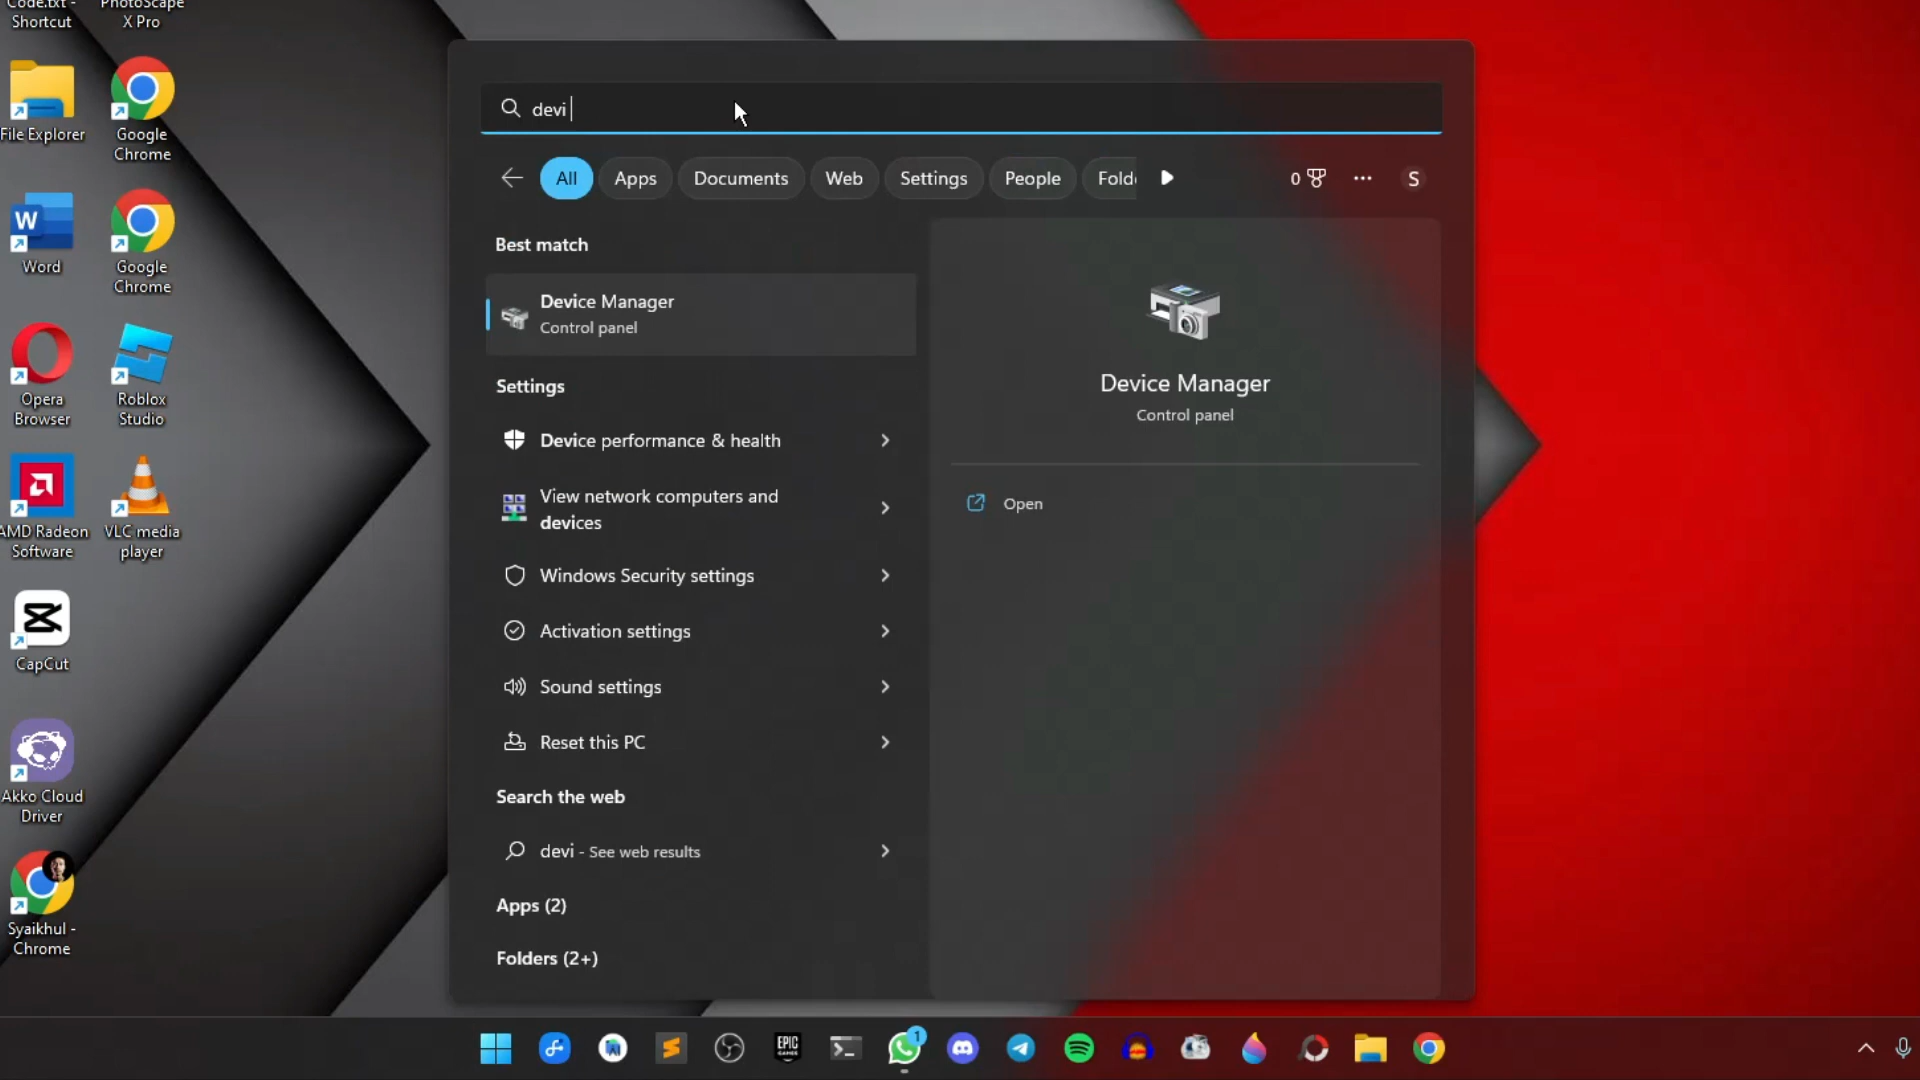 Code.txt -
Shortcut
PhotoScape
X Pro
File Explorer
Google
Chrome
Word
Google
Chrome
Opera
Browser
Roblox
Studio
AMD Radeon
Software
VLC media
player
CapCut
Akko Cloud
Driver
Syaikhul -
Chrome
devi
All
Apps
Documents
Web
Settings
People
Folde
0
S
Best match
Device Manager
Control panel
Settings
Device performance & health
View network computers and
devices
Windows Security settings
Activation settings
Sound settings
Reset this PC
Search the web
devi - See web results
Apps (2)
Folders (2+)
Device Manager
Control panel
Open
EPIC
GAMES
1